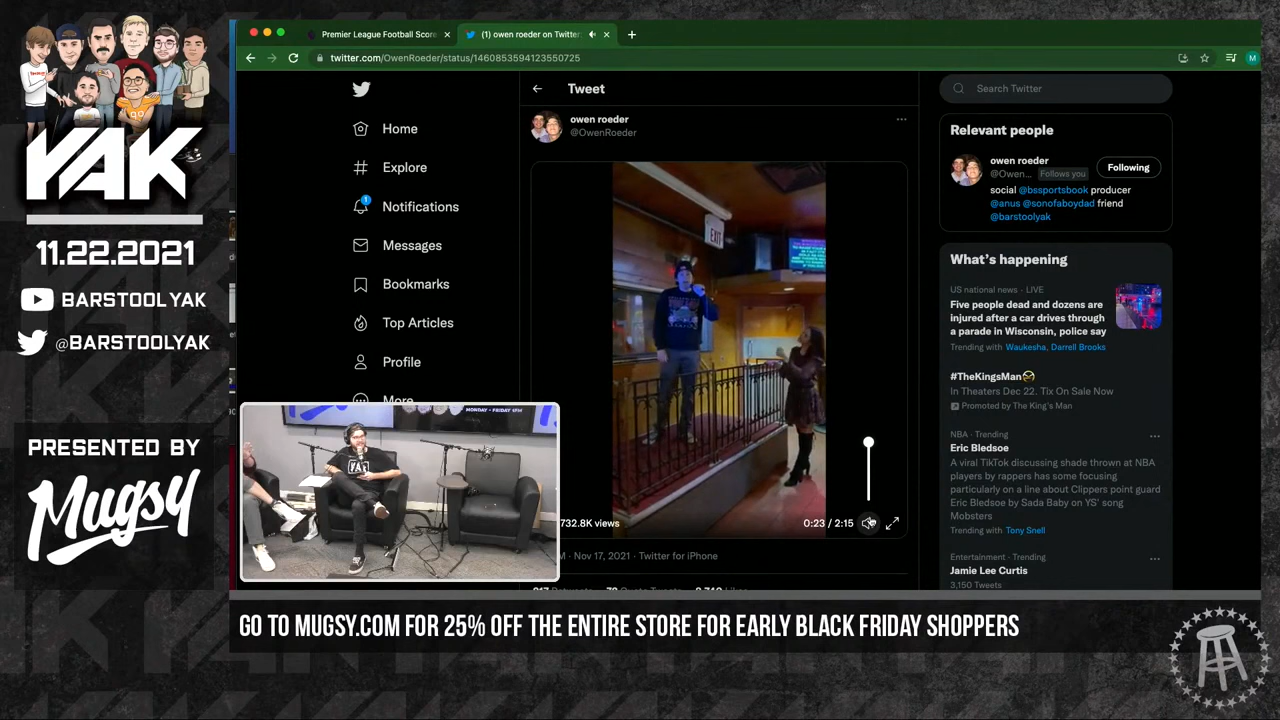 YAK
11.22.2021
BARSTOOLYAK
@BARSTOOLYAK
PRESENTED BY
Mugsy
Premier League Football Score
(1) owen roeder on Twitter:
twitter.com/OwenRoeder/status/1460853594123550725
M
Home
Explore
1
Notifications
Messages
Bookmarks
Top Articles
Profile
More
Tweet
owen roeder
@OwenRoeder
EXIT
732.8K views
0:23 / 2:15
M · Nov 17, 2021 · Twitter for iPhone
Search Twitter
Relevant people
owen roeder
@Owen... Follows you
Following
social @bssportsbook producer
@anus @sonofaboydad friend
@barstoolyak
What's happening
US national news · LIVE
Five people dead and dozens are
injured after a car drives through
a parade in Wisconsin, police say
Trending with Waukesha, Darrell Brooks
#TheKingsMan
In Theaters Dec 22. Tix On Sale Now
Promoted by The King's Man
NBA · Trending
Eric Bledsoe
A viral TikTok discussing shade thrown at NBA
players by rappers has some focusing
particularly on a line about Clippers point guard
Eric Bledsoe by Sada Baby on YS' song
Mobsters
Trending with Tony Snell
Entertainment · Trending
Jamie Lee Curtis
3,150 Tweets
MONDAY - FRIDAY 1PM
YAK
GO TO MUGSY.COM FOR 25% OFF THE ENTIRE STORE FOR EARLY BLACK FRIDAY SHOPPERS